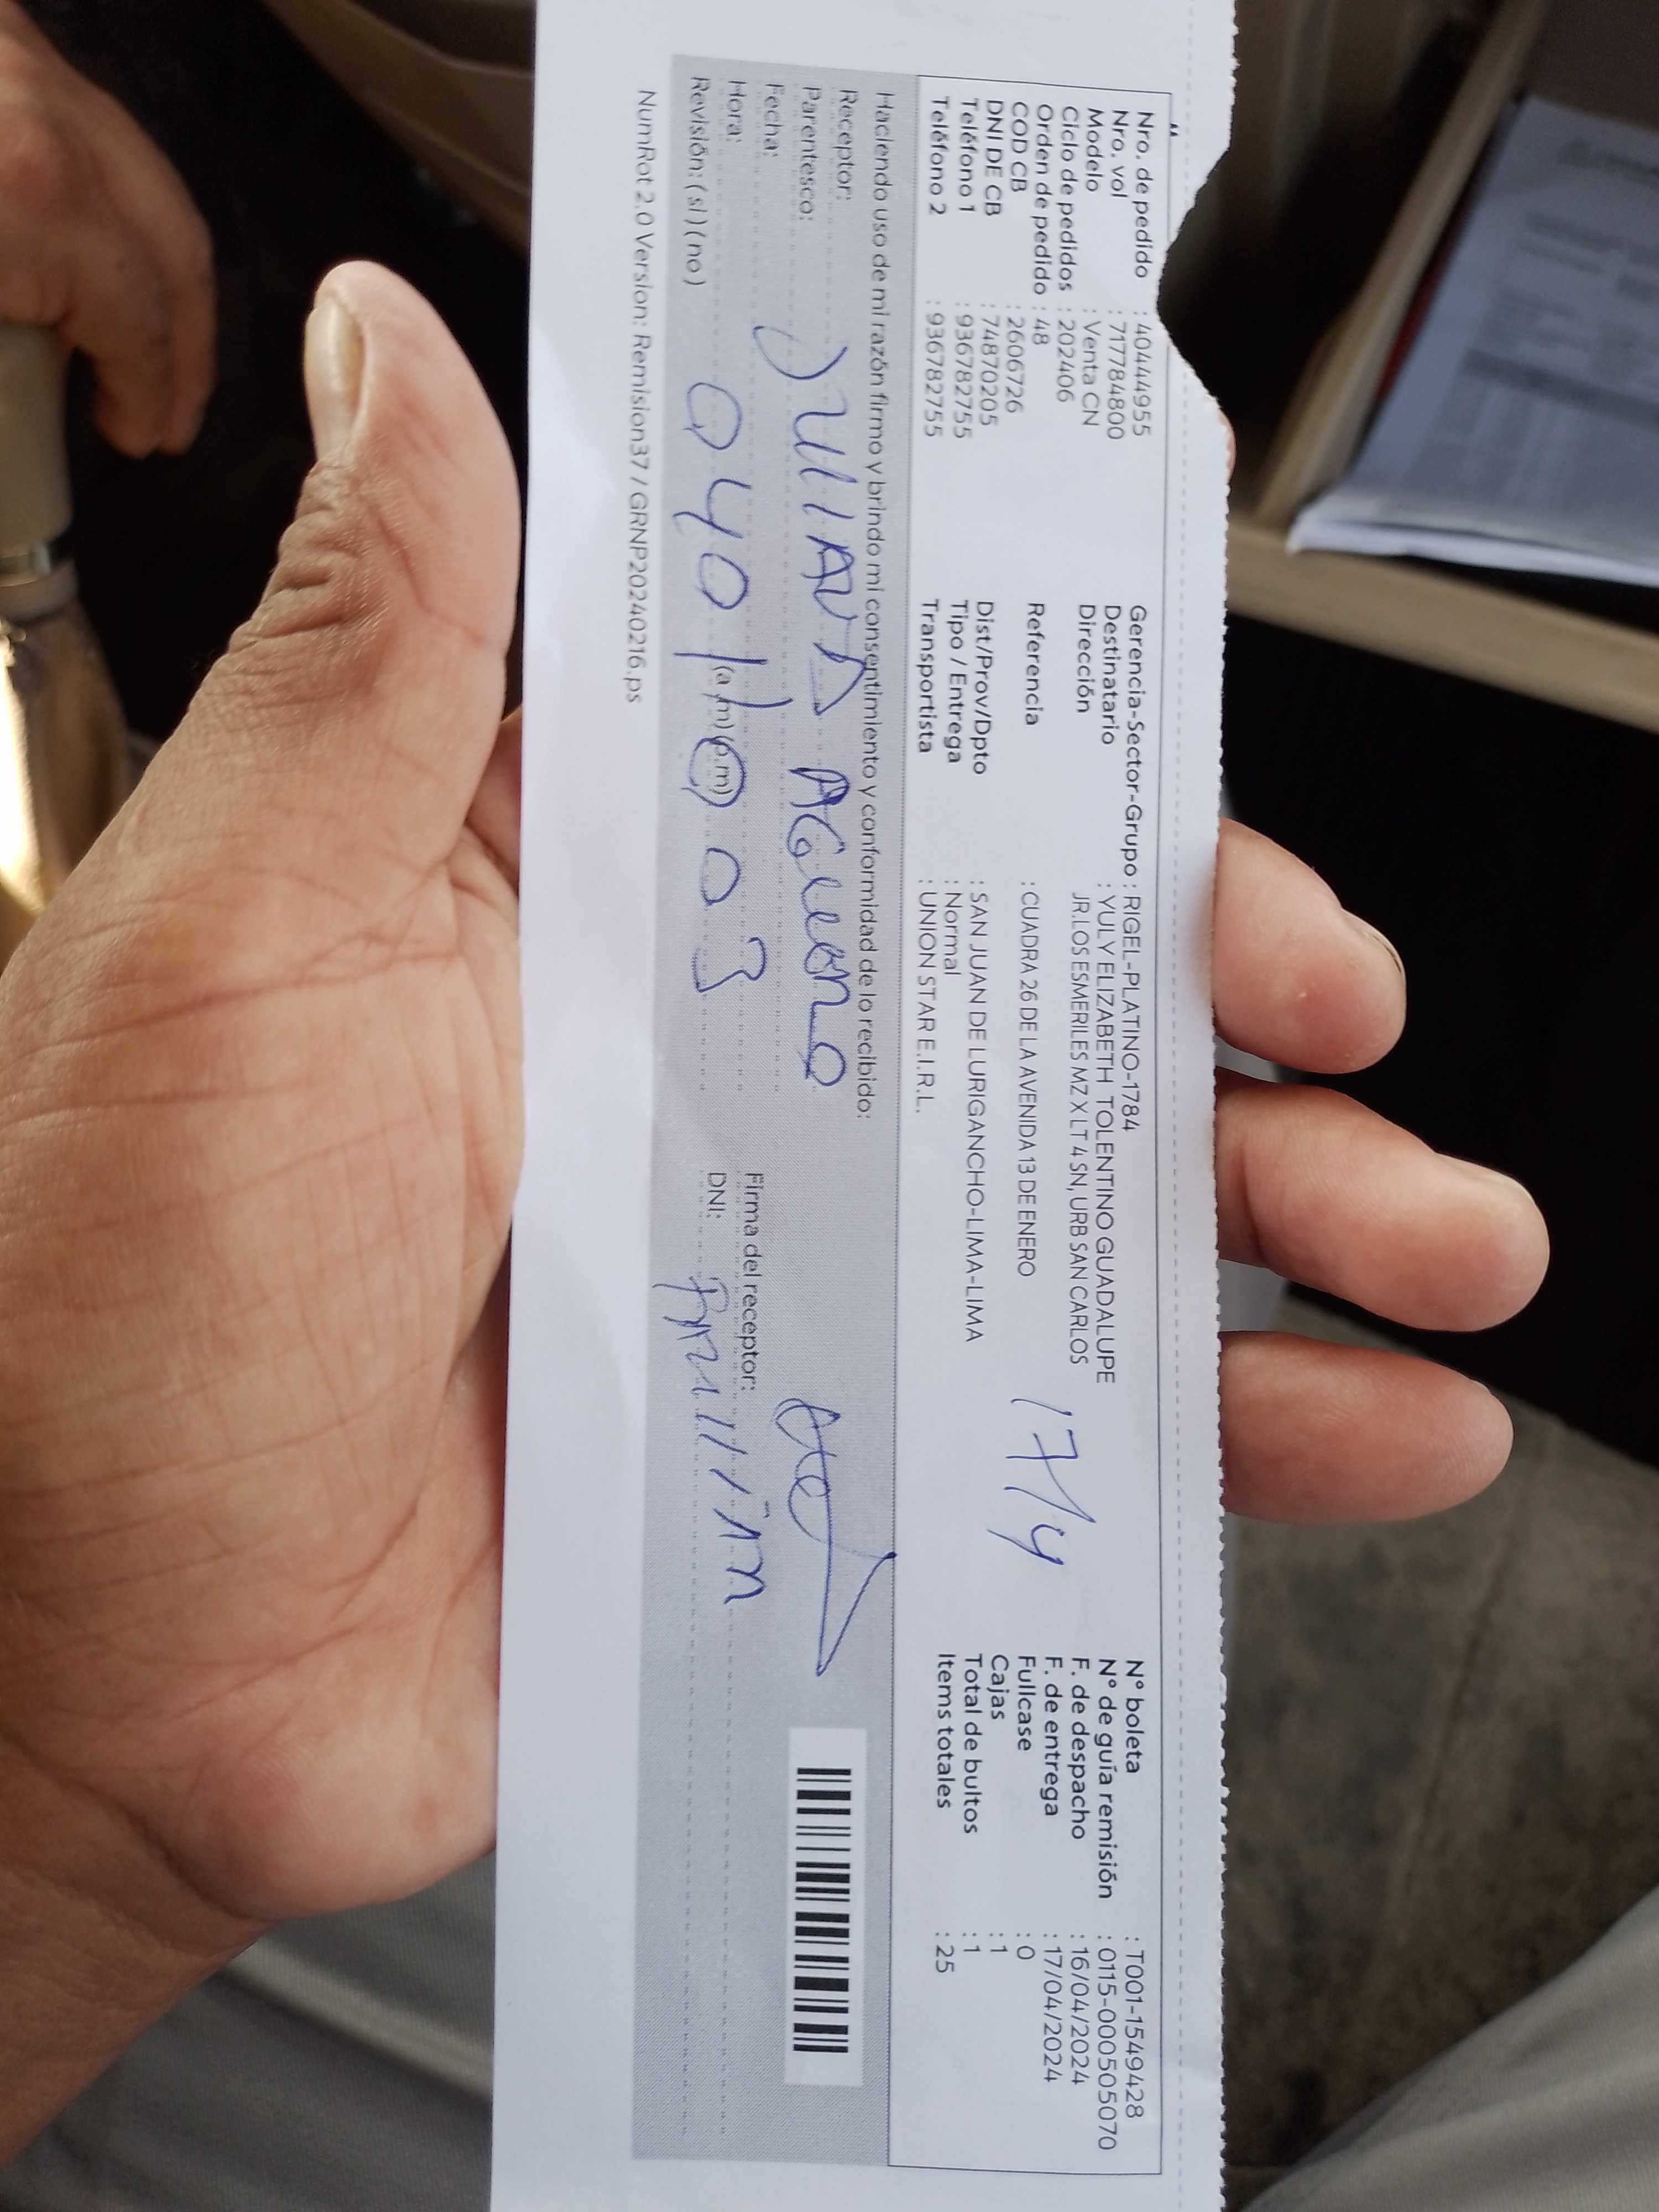 Nro. de pedido : 40444955
Nro. vol : 717784800
Modelo : Venta CN
Ciclo de pedidos : 202406
Orden de pedido : 48
COD CB : 2606726
DNI DE CB : 74870205
Teléfono 1 : 936782755
Teléfono 2 : 936782755
Gerencia-Sector-Grupo : RIGEL-PLATINO-1784
Destinatario : YULY ELIZABETH TOLENTINO GUADALUPE
Dirección JR.LOS ESMERILES MZ X LT 4 SN, URB SAN CARLOS
Referencia : CUADRA 26 DE LA AVENIDA 13 DE ENERO
Dist/Prov/Dpto : SAN JUAN DE LURIGANCHO-LIMA-LIMA
Tipo / Entrega : Normal
Transportista : UNION STAR E.I.R.L.
17/4
N° boleta : T001-1549428
N° de guía remisión : 0115-000505070
F. de despacho : 16/04/2024
F. de entrega : 17/04/2024
Fullcase : 0
Cajas : 1
Total de bultos : 1
Items totales : 25
Haciendo uso de mi razón firmo y brindo mi consentimiento y conformidad de lo recibido:
Receptor:
Parentesco:
Fecha:
Hora: (a.m) (p.m)
Revisión: (si) (no)
JULIANA
Firma del receptor:
DNI:
NumRot 2.0 Version: Remision37 / GRNP20240216.ps